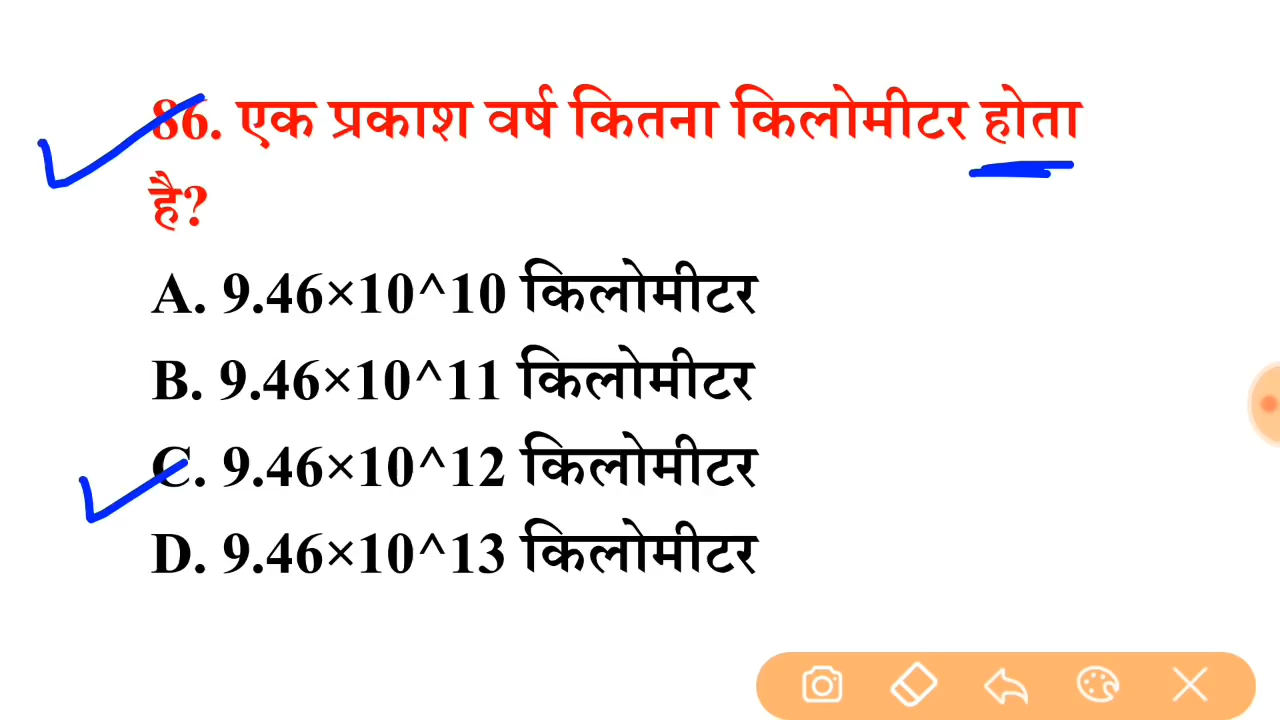 86. एक प्रकाश वर्ष कितना किलोमीटर होता
है?
A. 9.46×10^10 किलोमीटर
B. 9.46×10^11 किलोमीटर
C. 9.46×10^12 किलोमीटर
D. 9.46×10^13 किलोमीटर